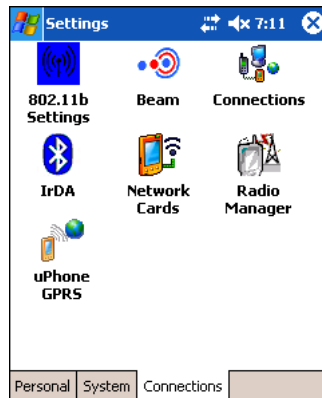 Settings 7:11
802.11b Settings
Beam
Connections
IrDA
Network Cards
Radio Manager
uPhone GPRS
Personal System Connections